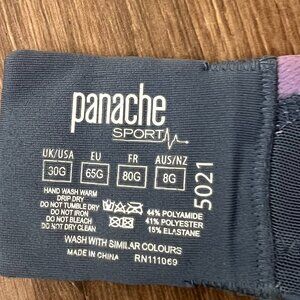 panache
SPORT
UK/USA EU FR AUS/NZ
30G 65G 80G 8G
5021
HAND WASH WARM
DRIP DRY
DO NOT TUMBLE DRY
DO NOT IRON
DO NOT BLEACH
DO NOT DRY CLEAN
44% POLYAMIDE
41% POLYESTER
15% ELASTANE
WASH WITH SIMILAR COLOURS
MADE IN CHINA RN111069